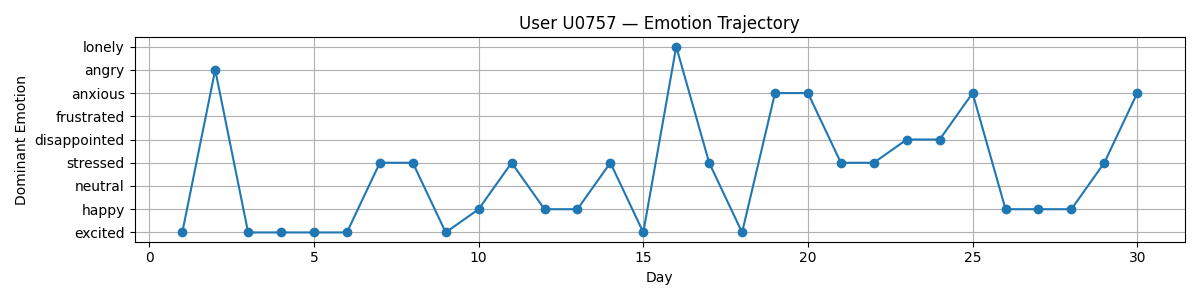 User U0757 — Emotion Trajectory
Dominant Emotion
lonely
angry
anxious
frustrated
disappointed
stressed
neutral
happy
excited
0 5 10 15 20 25 30
Day